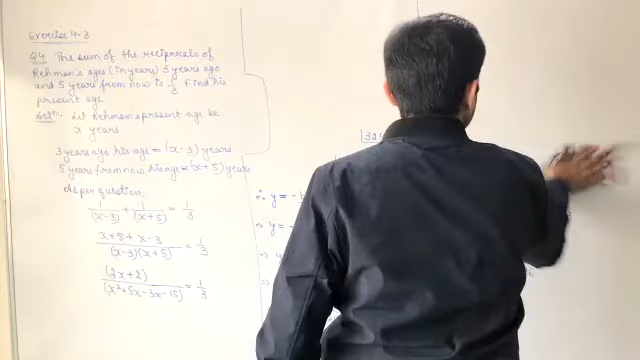 Exercise 4.3
Q4 The sum of the reciprocals of
Rehman's ages (in years) 3 years ago
and 5 years from now is 1/3. Find his
present age.
Soln: Let Rehman's present age be
x years
3 years ago his age = (x-3) years
5 years from now his age = (x+5) years
As per question,
1/(x-3) + 1/(x+5) = 1/3
x+5+x-3/(x-3)(x+5) = 1/3
(2x+2)/(x²+5x-3x-15) = 1/3
324
∴ y = -
⇒ y = -
⇒
⇒